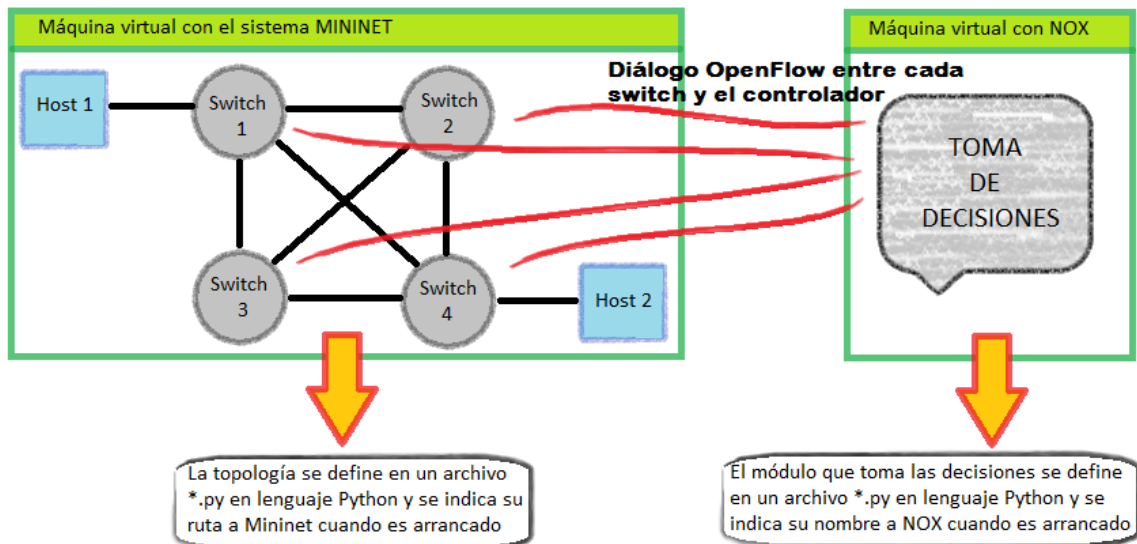 Máquina virtual con el sistema MININET
Máquina virtual con NOX
Diálogo OpenFlow entre cada
switch y el controlador
Host 1
Switch
1
Switch
2
TOMA
DE
DECISIONES
Switch
3
Switch
4
Host 2
La topología se define en un archivo
*.py en lenguaje Python y se indica su
ruta a Mininet cuando es arrancado
El módulo que toma las decisiones se define
en un archivo *.py en lenguaje Python y se
indica su nombre a NOX cuando es arrancado